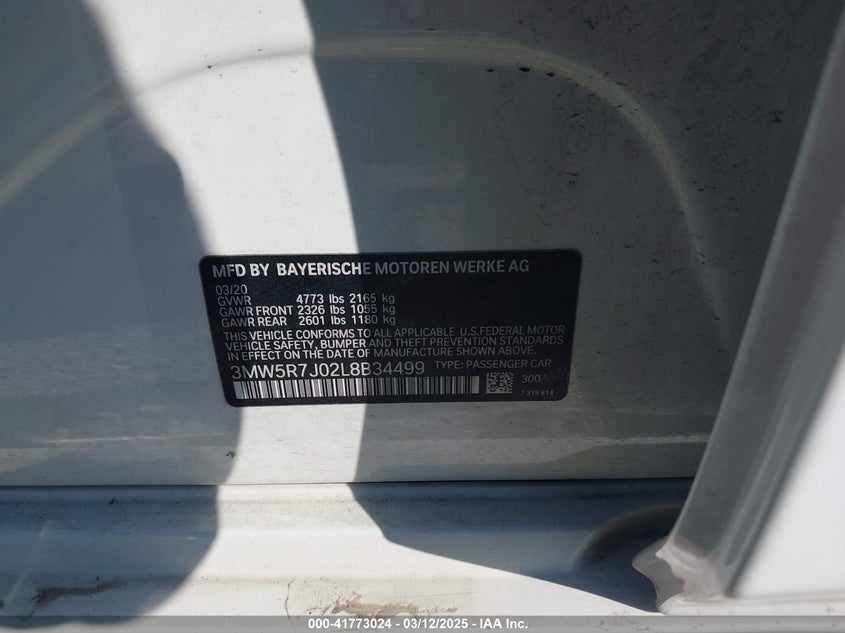 MFD BY BAYERISCHE MOTOREN WERKE AG
03/20
GVWR 4773 lbs 2165 kg
GAWR FRONT 2326 lbs 1055 kg
GAWR REAR 2601 lbs 1180 kg
THIS VEHICLE CONFORMS TO ALL APPLICABLE U.S.FEDERAL MOTOR
VEHICLE SAFETY, BUMPER AND THEFT PREVENTION STANDARDS
IN EFFECT ON THE DATE OF MANUFACTURE SHOWN ABOVE.
3MW5R7J02L8B34499 TYPE: PASSENGER CAR
300
7 315 814
000-41773024 - 03/12/2025 - IAA Inc.